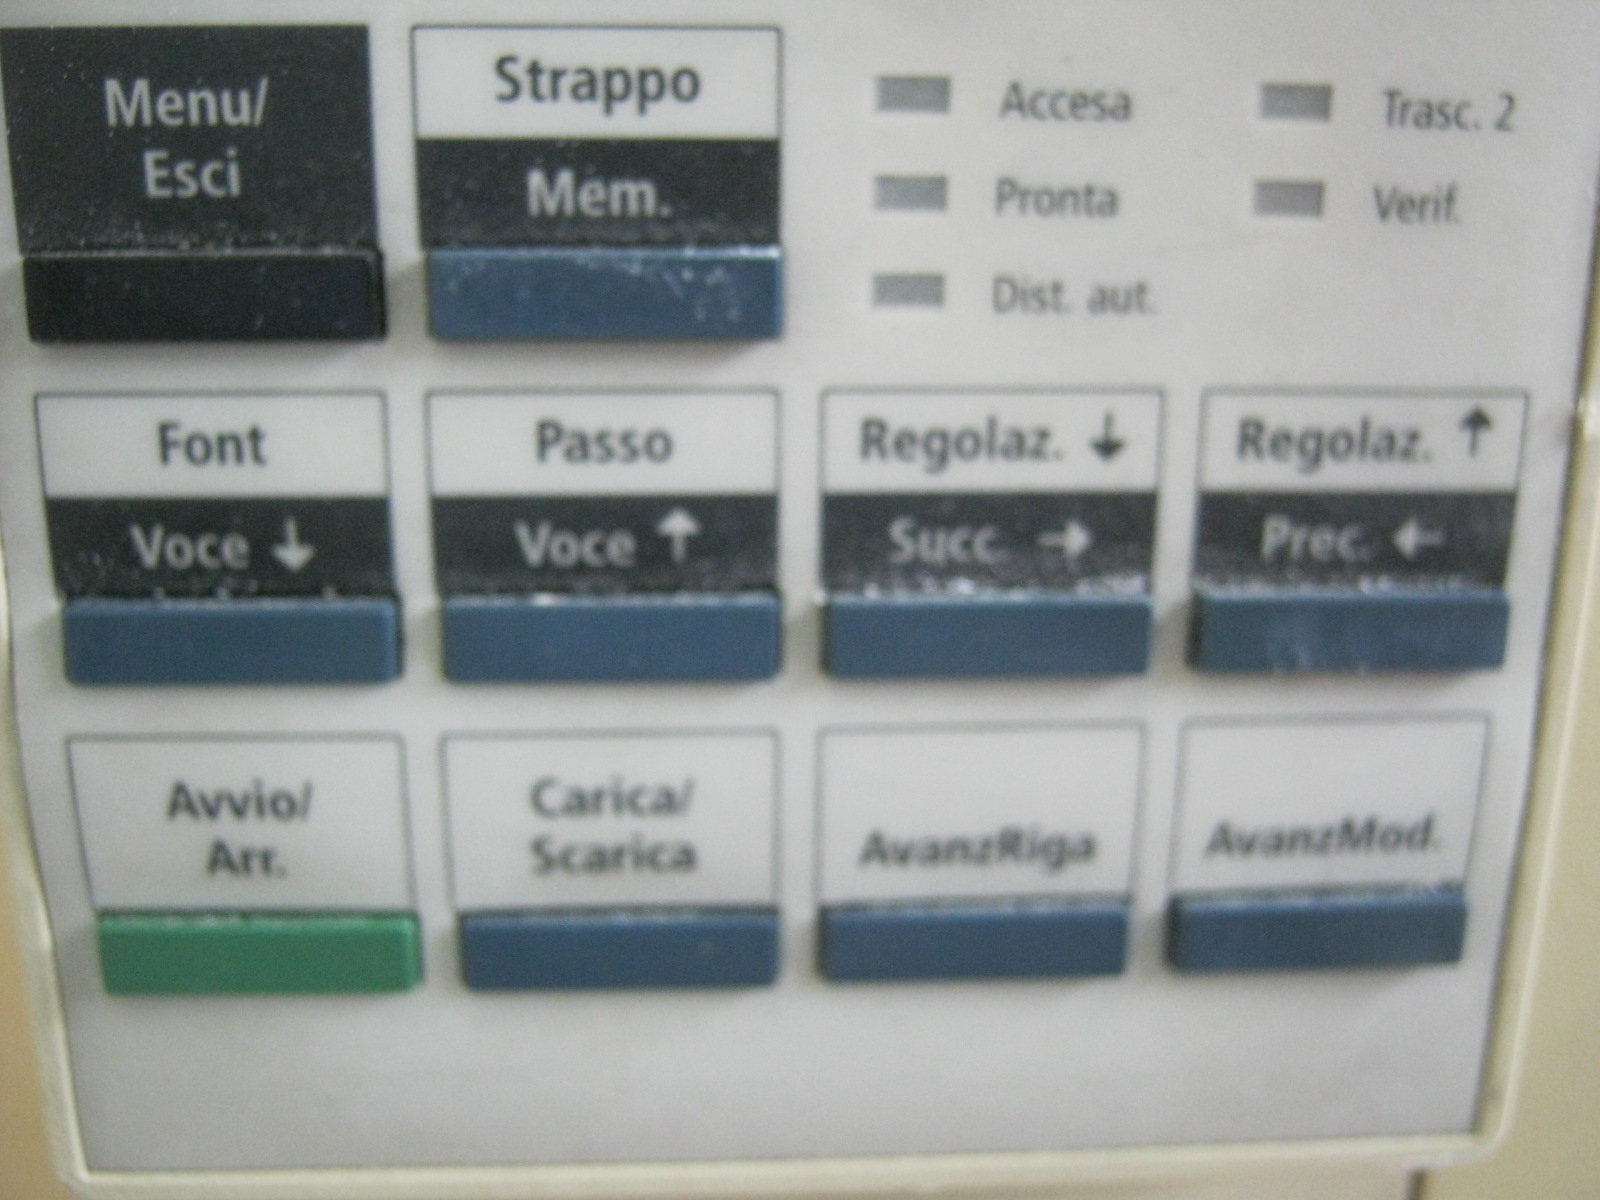 Menu/
Esci
Strappo
Mem.
Accesa
Trasc. 2
Pronta
Verif.
Dist. aut.
Font
Voce ↓
Passo
Voce ↑
Regolaz. ↓
Succ. →
Regolaz. ↑
Prec. ←
Avvio/
Arr.
Carica/
Scarica
AvanzRiga
AvanzMod.